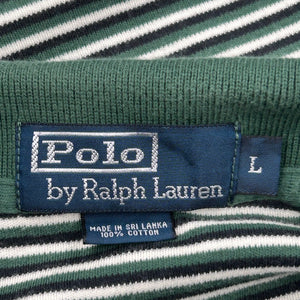 Polo
by Ralph Lauren
L
MADE IN SRI LANKA
100% COTTON